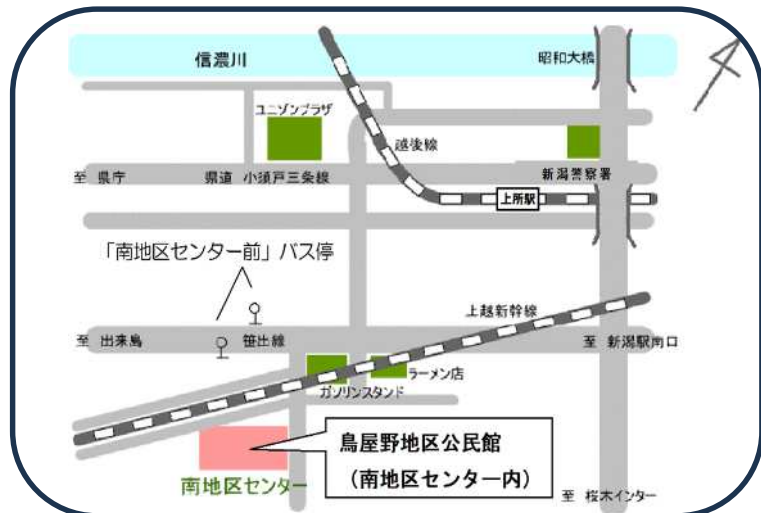 信濃川
昭和大橋
ユニゾンプラザ
越後線
至 県庁
県道 小須戸三条線
新潟警察署
上所駅
「南地区センター前」バス停
上越新幹線
至 出来島
笹出線
至 新潟駅南口
ラーメン店
ガソリンスタンド
鳥屋野地区公民館
（南地区センター内）
南地区センター
至 桜木インター